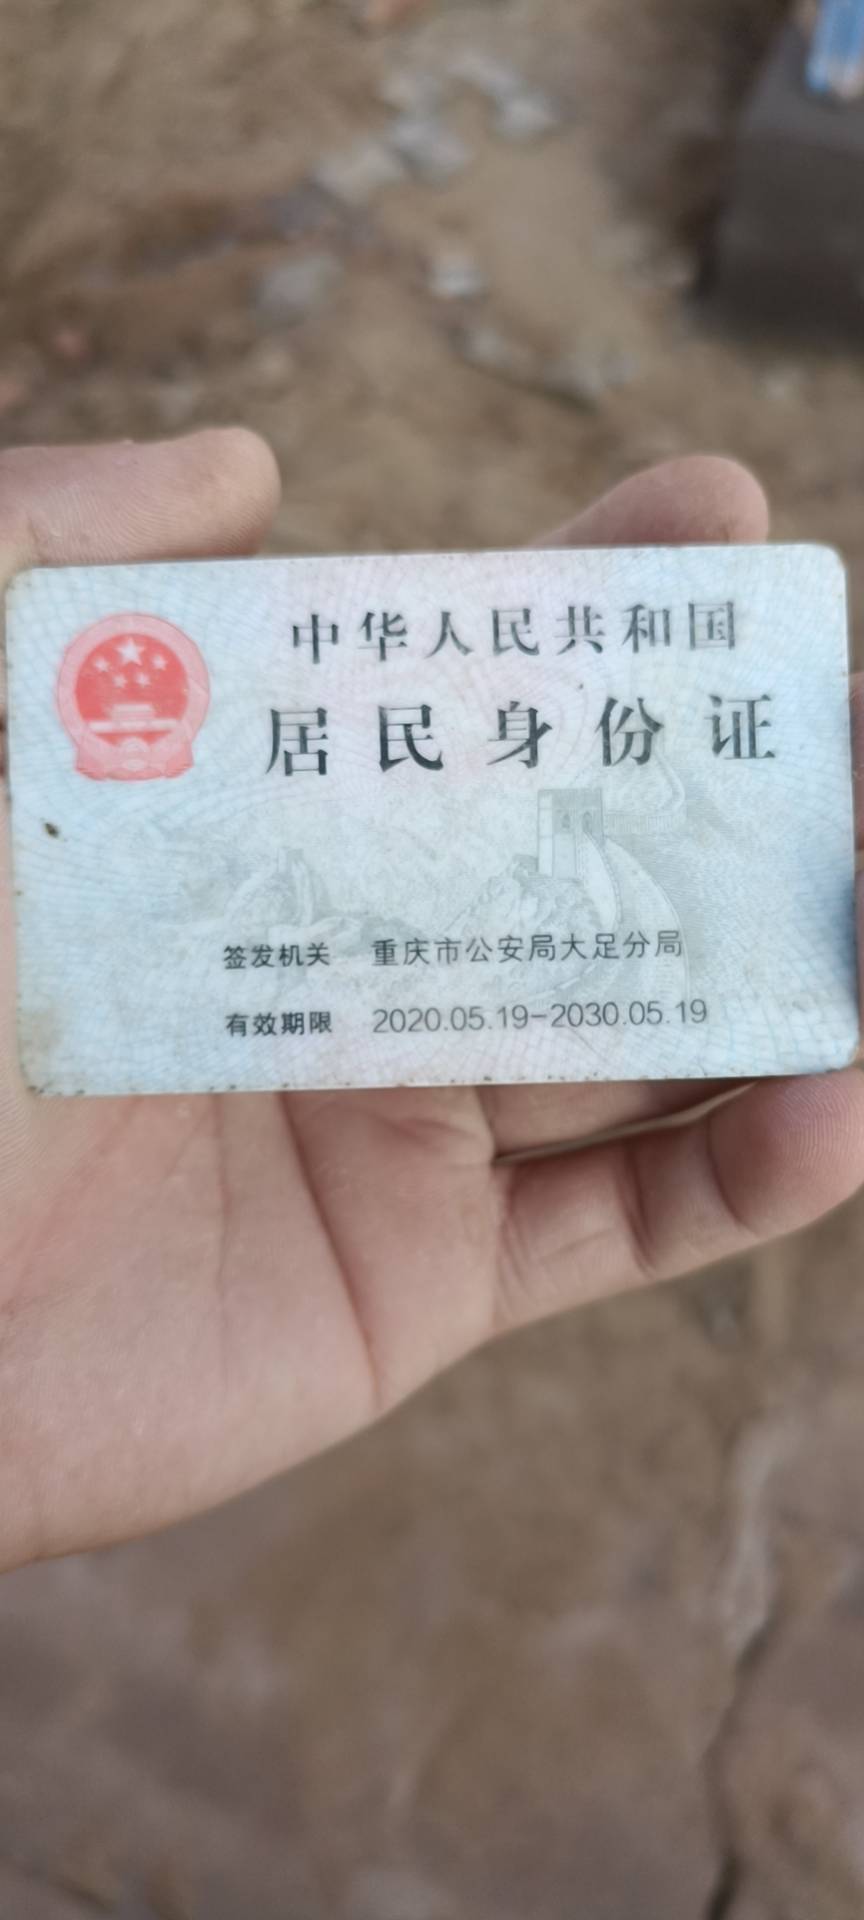 中华人民共和国
居民身份证
签发机关 重庆市公安局大足分局
有效期限 2020.05.19-2030.05.19